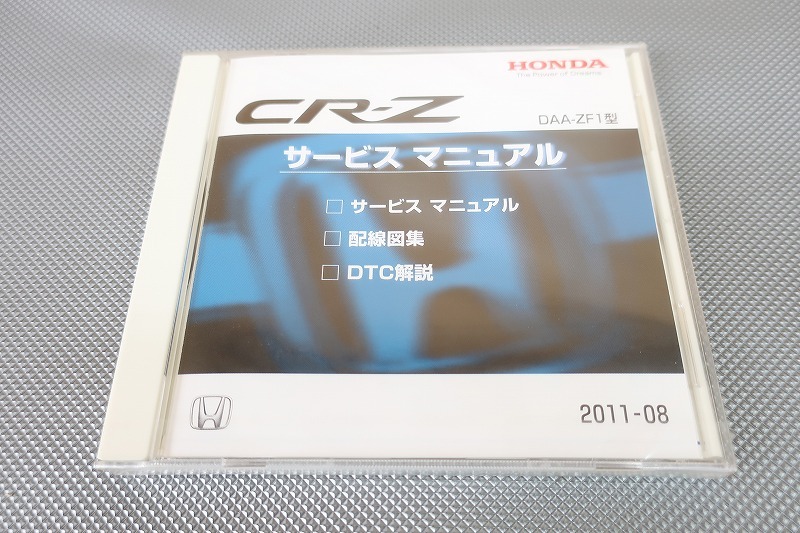 HONDA
The Power of Dreams
CR-Z
DAA-ZF1型
サービス マニュアル
□ サービス マニュアル
□ 配線図集
□ DTC解説
2011-08